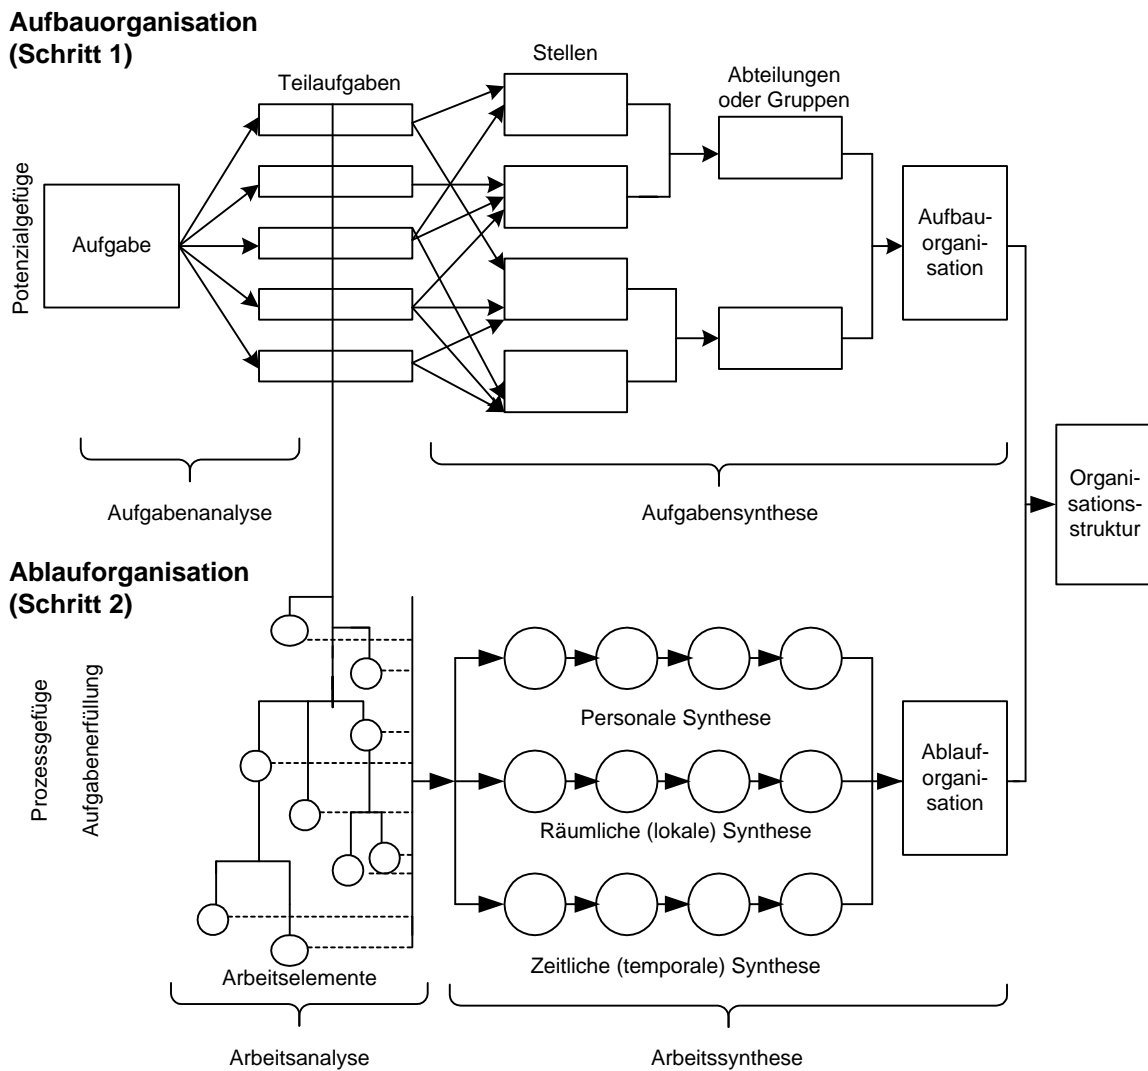 Aufbauorganisation
(Schritt 1)
Stellen
Teilaufgaben
Abteilungen
oder Gruppen
Potenzialgefüge
Aufgabe
Aufbau-
organi-
sation
Aufgabenanalyse
Aufgabensynthese
Organi-
sations-
struktur
Ablauforganisation
(Schritt 2)
Prozessgefüge
Aufgabenerfüllung
Personale Synthese
Räumliche (lokale) Synthese
Ablauf-
organi-
sation
Zeitliche (temporale) Synthese
Arbeitselemente
Arbeitsanalyse
Arbeitssynthese